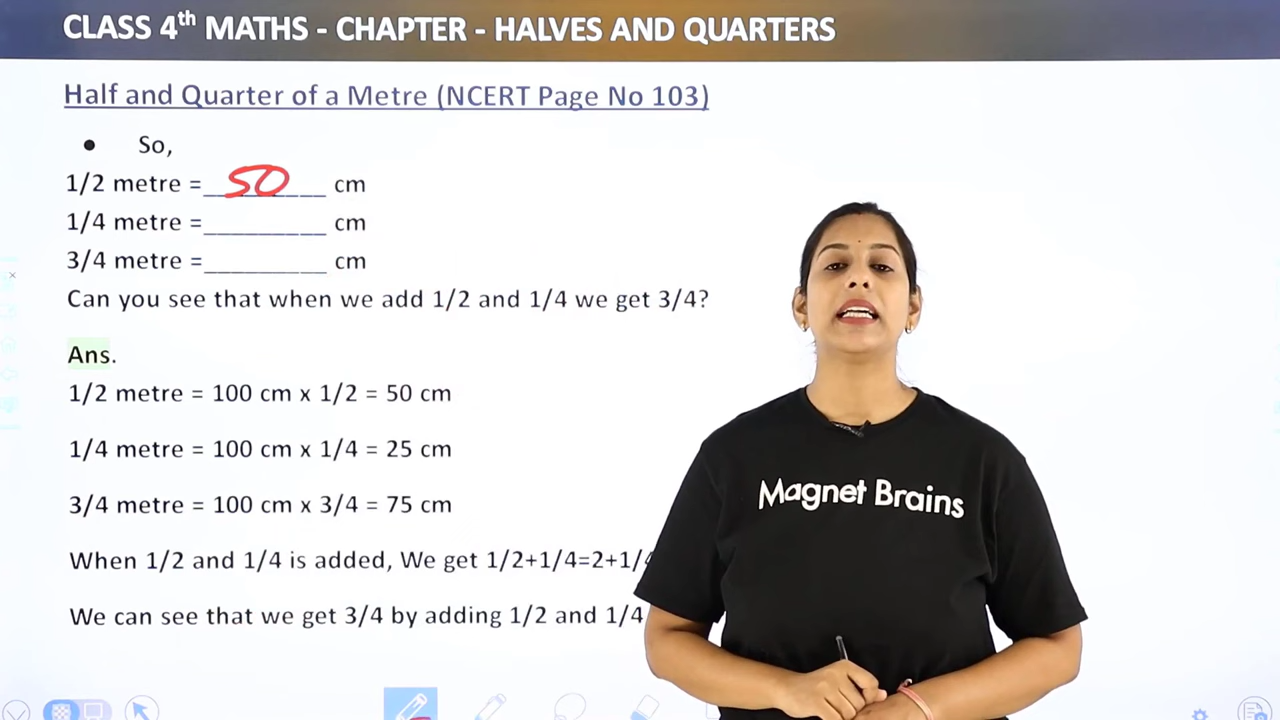 CLASS 4th MATHS - CHAPTER - HALVES AND QUARTERS
Half and Quarter of a Metre (NCERT Page No 103)
• So,
1/2 metre = 50 cm
1/4 metre =_________ cm
3/4 metre =_________ cm
Can you see that when we add 1/2 and 1/4 we get 3/4?
Ans.
1/2 metre = 100 cm x 1/2 = 50 cm
1/4 metre = 100 cm x 1/4 = 25 cm
3/4 metre = 100 cm x 3/4 = 75 cm
When 1/2 and 1/4 is added, We get 1/2+1/4=2+1/
We can see that we get 3/4 by adding 1/2 and 1/4
Magnet Brains